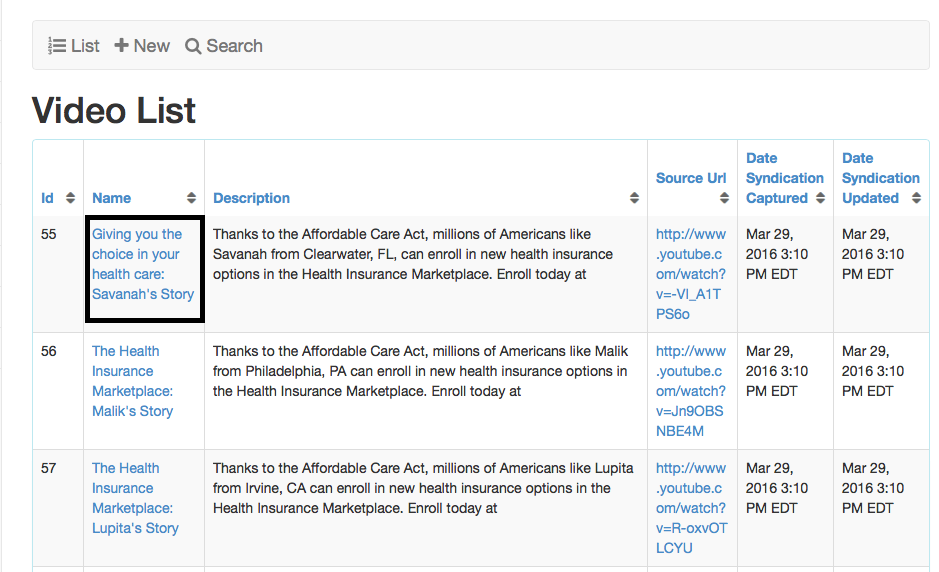 List New Search
Video List
Id Name Description Source Url Date Syndication Captured Date Syndication Updated
55
Giving you the
choice in your
health care:
Savanah's Story
Thanks to the Affordable Care Act, millions of Americans like
Savanah from Clearwater, FL, can enroll in new health insurance
options in the Health Insurance Marketplace. Enroll today at
http://www
.youtube.c
om/watch?
v=-VI_A1T
PS6o
Mar 29,
2016 3:10
PM EDT
Mar 29,
2016 3:10
PM EDT
56
The Health
Insurance
Marketplace:
Malik's Story
Thanks to the Affordable Care Act, millions of Americans like Malik
from Philadelphia, PA can enroll in new health insurance options in
the Health Insurance Marketplace. Enroll today at
http://www
.youtube.c
om/watch?
v=Jn9OBS
NBE4M
Mar 29,
2016 3:10
PM EDT
Mar 29,
2016 3:10
PM EDT
57
The Health
Insurance
Marketplace:
Lupita's Story
Thanks to the Affordable Care Act, millions of Americans like Lupita
from Irvine, CA can enroll in new health insurance options in the
Health Insurance Marketplace. Enroll today at
http://www
.youtube.c
om/watch?
v=R-oxvOT
LCYU
Mar 29,
2016 3:10
PM EDT
Mar 29,
2016 3:10
PM EDT